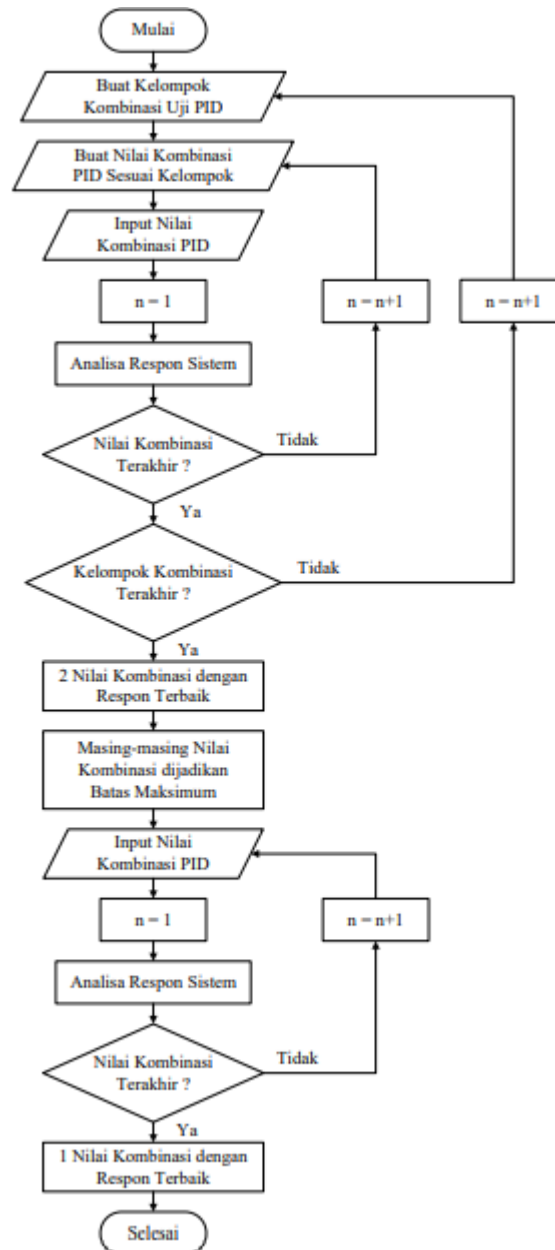 Mulai
Buat Kelompok
Kombinasi Uji PID
Buat Nilai Kombinasi
PID Sesuai Kelompok
Input Nilai
Kombinasi PID
n = 1
n = n+1
n = n+1
Analisa Respon Sistem
Nilai Kombinasi
Terakhir ?
Tidak
Ya
Kelompok Kombinasi
Terakhir ?
Tidak
Ya
2 Nilai Kombinasi dengan
Respon Terbaik
Masing-masing Nilai
Kombinasi dijadikan
Batas Maksimum
Input Nilai
Kombinasi PID
n = 1
n = n+1
Analisa Respon Sistem
Nilai Kombinasi
Terakhir ?
Tidak
Ya
1 Nilai Kombinasi dengan
Respon Terbaik
Selesai